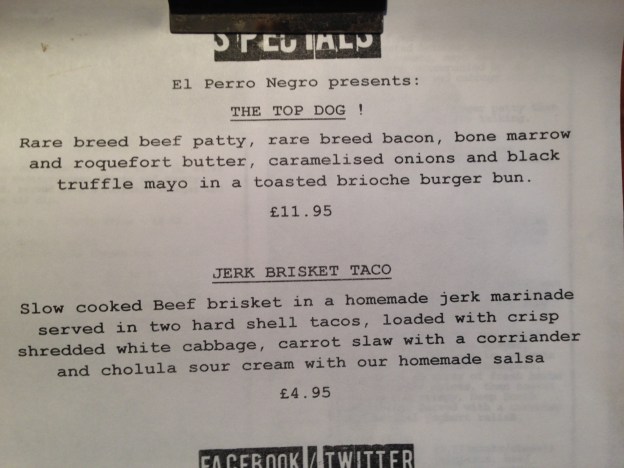 SPECIALS
El Perro Negro presents:
THE TOP DOG !
Rare breed beef patty, rare breed bacon, bone marrow
and roquefort butter, caramelised onions and black
truffle mayo in a toasted brioche burger bun.
£11.95
JERK BRISKET TACO
Slow cooked Beef brisket in a homemade jerk marinade
served in two hard shell tacos, loaded with crisp
shredded white cabbage, carrot slaw with a corriander
and cholula sour cream with our homemade salsa
£4.95
FACEBOOK/TWITTER